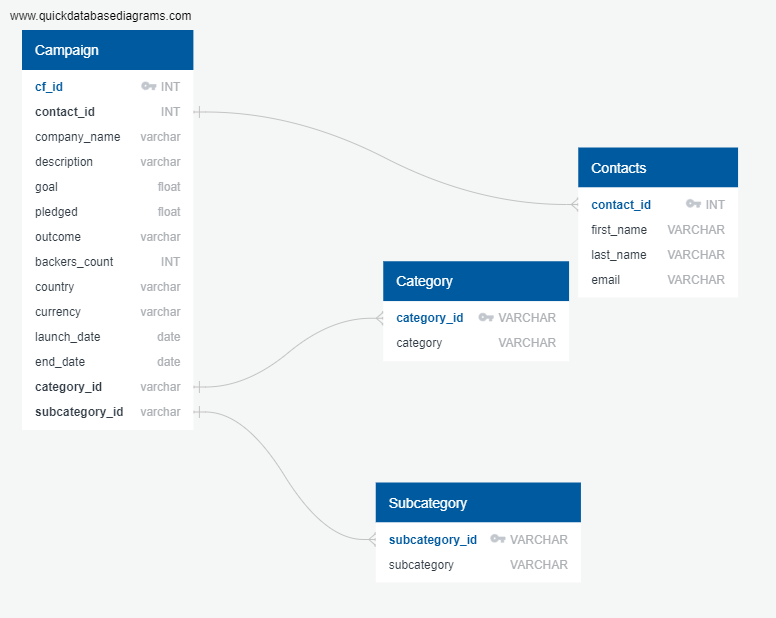 www.quickdatabasediagrams.com
Campaign
cf_id INT
contact_id INT
company_name varchar
description varchar
goal float
pledged float
outcome varchar
backers_count INT
country varchar
currency varchar
launch_date date
end_date date
category_id varchar
subcategory_id varchar
Contacts
contact_id INT
first_name VARCHAR
last_name VARCHAR
email VARCHAR
Category
category_id VARCHAR
category VARCHAR
Subcategory
subcategory_id VARCHAR
subcategory VARCHAR